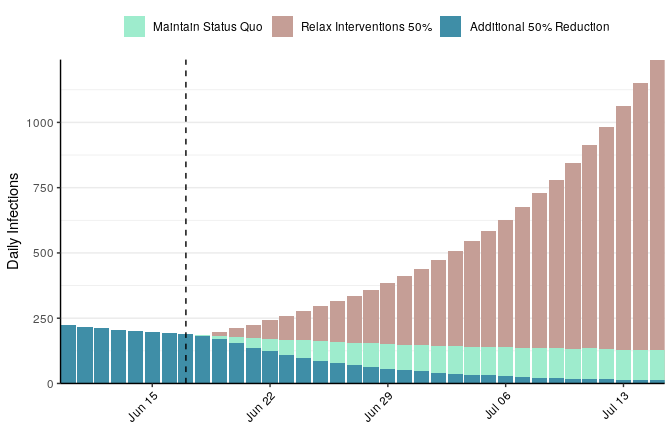 Maintain Status Quo Relax Interventions 50% Additional 50% Reduction
Daily Infections
1000
750
500
250
0
Jun 15 Jun 22 Jun 29 Jul 06 Jul 13